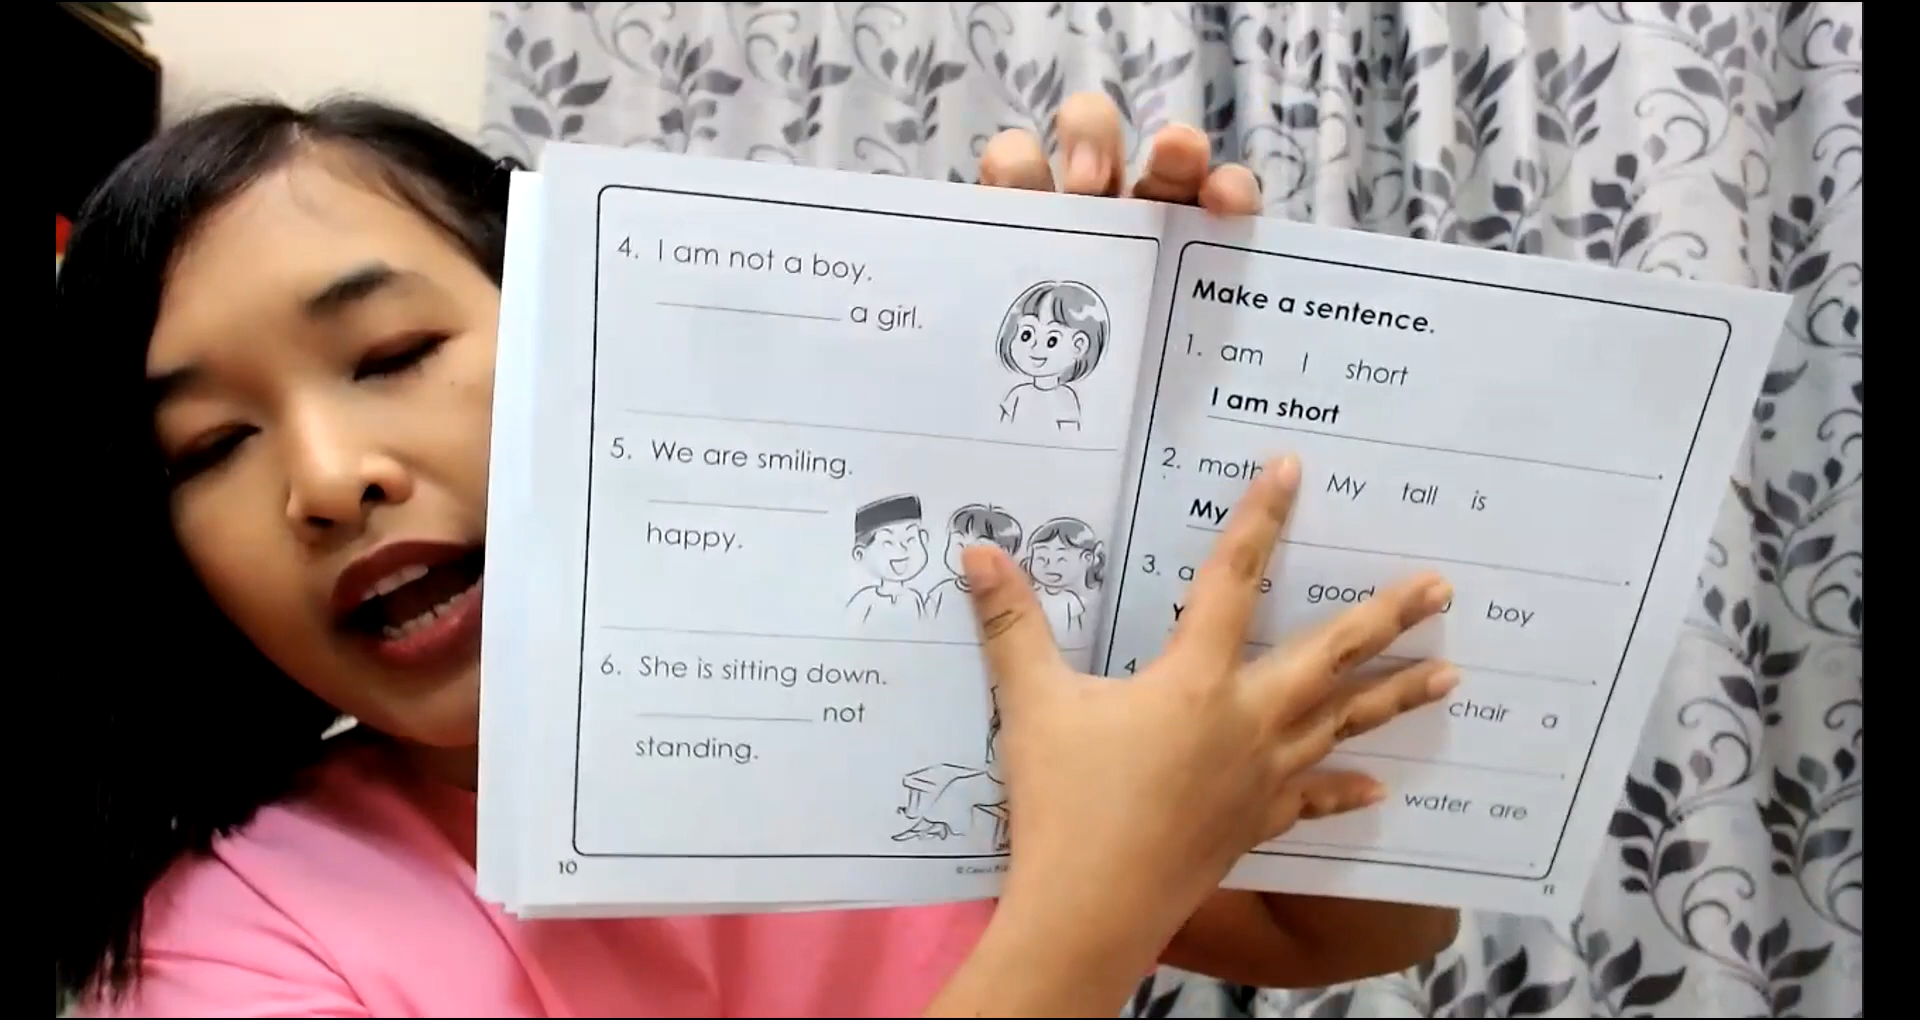 4. I am not a boy.
a girl.
5. We are smiling.
happy.
6. She is sitting down.
not
standing.
10
Make a sentence.
1. am I short
I am short
2. My tall is
My
3. a boy
4. chair a
water are
11